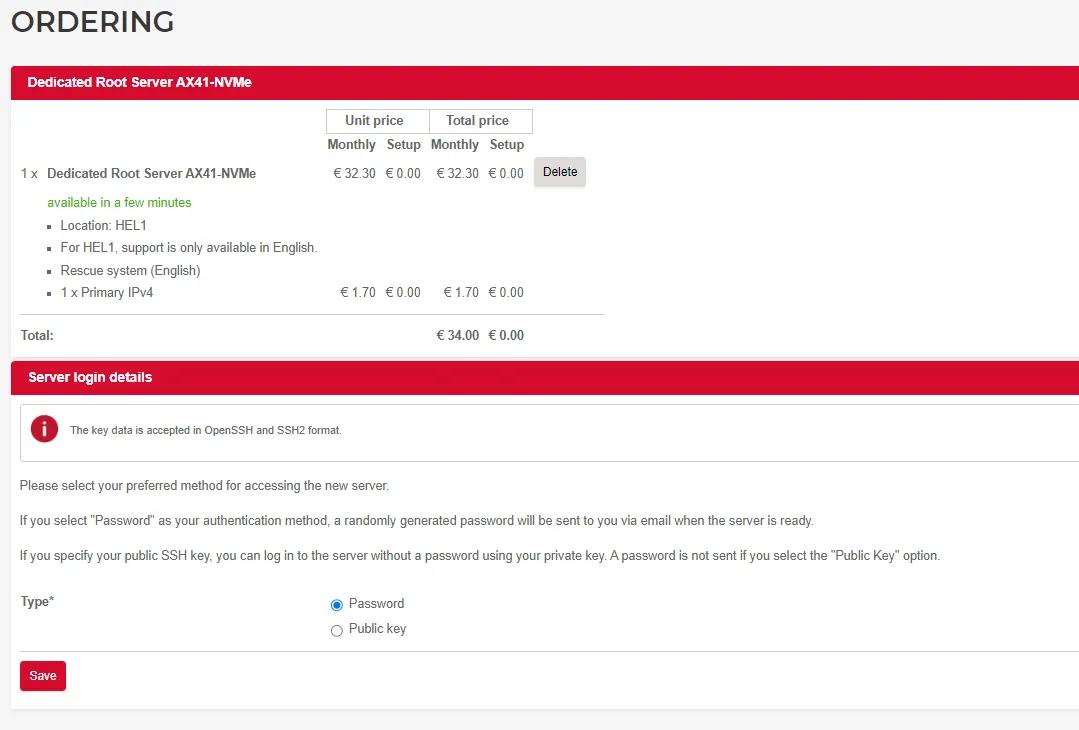 ORDERING
Dedicated Root Server AX41-NVMe
Unit price Total price
Monthly Setup Monthly Setup
1 x Dedicated Root Server AX41-NVMe € 32.30 € 0.00 € 32.30 € 0.00 Delete
available in a few minutes
Location: HEL1
For HEL1, support is only available in English.
Rescue system (English)
1 x Primary IPv4 € 1.70 € 0.00 € 1.70 € 0.00
Total: € 34.00 € 0.00
Server login details
The key data is accepted in OpenSSH and SSH2 format.
Please select your preferred method for accessing the new server.
If you select "Password" as your authentication method, a randomly generated password will be sent to you via email when the server is ready.
If you specify your public SSH key, you can log in to the server without a password using your private key. A password is not sent if you select the "Public Key" option.
Type* Password
Public key
Save